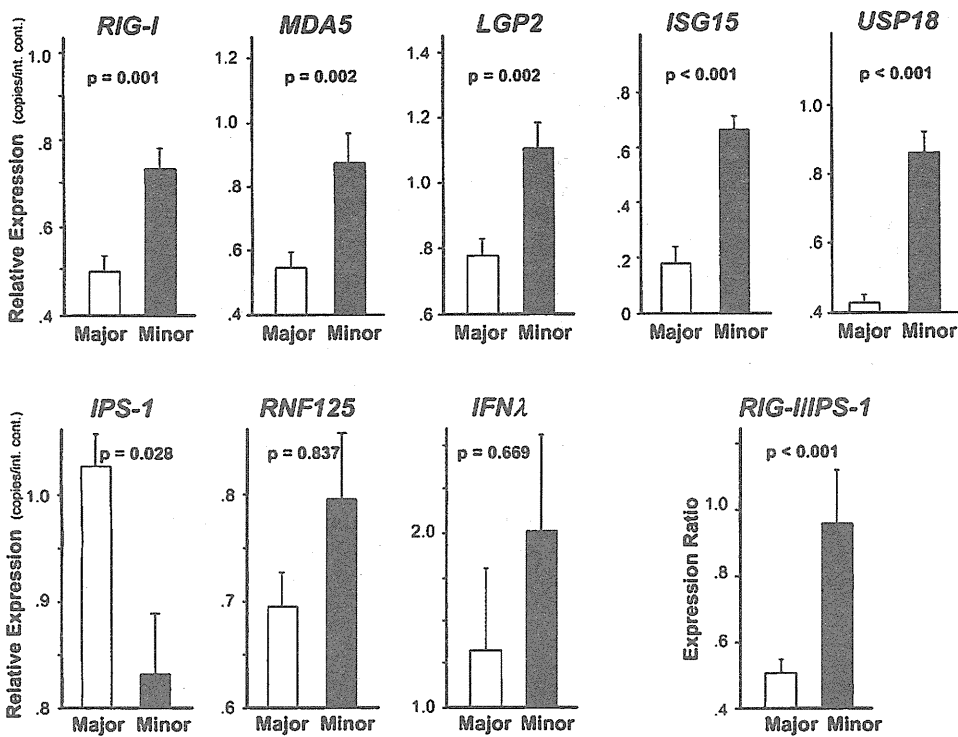 RIG-I
MDA5
LGP2
ISG15
USP18
Relative Expression (copies/int. cont.)
1.0
.8
.6
.4
p = 0.001
Major Minor
1.2
1.0
.8
.6
.4
p = 0.002
Major Minor
1.4
1.2
1.0
.8
.6
p = 0.002
Major Minor
.8
.6
.4
.2
0
p < 0.001
Major Minor
1.0
.8
.6
.4
p < 0.001
Major Minor
IPS-1
RNF125
IFNλ
RIG-I/IPS-1
Relative Expression (copies/int. cont.)
1.0
.9
.8
p = 0.028
Major Minor
.8
.7
.6
p = 0.837
Major Minor
2.0
1.0
p = 0.669
Major Minor
Expression Ratio
1.0
.8
.6
.4
p < 0.001
Major Minor